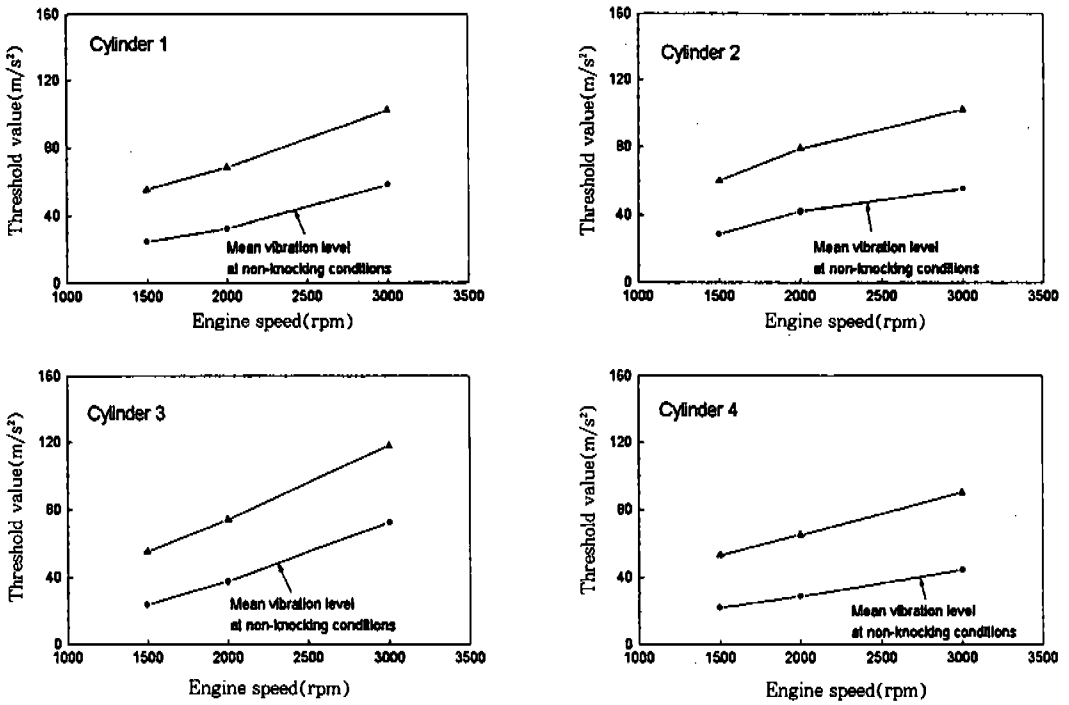 160
120
80
40
0
Threshold value(m/s²)
Cylinder 1
Mean vibration level
at non-knocking conditions
1000 1500 2000 2500 3000 3500
Engine speed(rpm)
160
120
80
40
0
Threshold value(m/s²)
Cylinder 2
Mean vibration level
at non-knocking conditions
1000 1500 2000 2500 3000 3500
Engine speed(rpm)
160
120
80
40
0
Threshold value(m/s²)
Cylinder 3
Mean vibration level
at non-knocking conditions
1000 1500 2000 2500 3000 3500
Engine speed(rpm)
160
120
80
40
0
Threshold value(m/s²)
Cylinder 4
Mean vibration level
at non-knocking conditions
1000 1500 2000 2500 3000 3500
Engine speed(rpm)